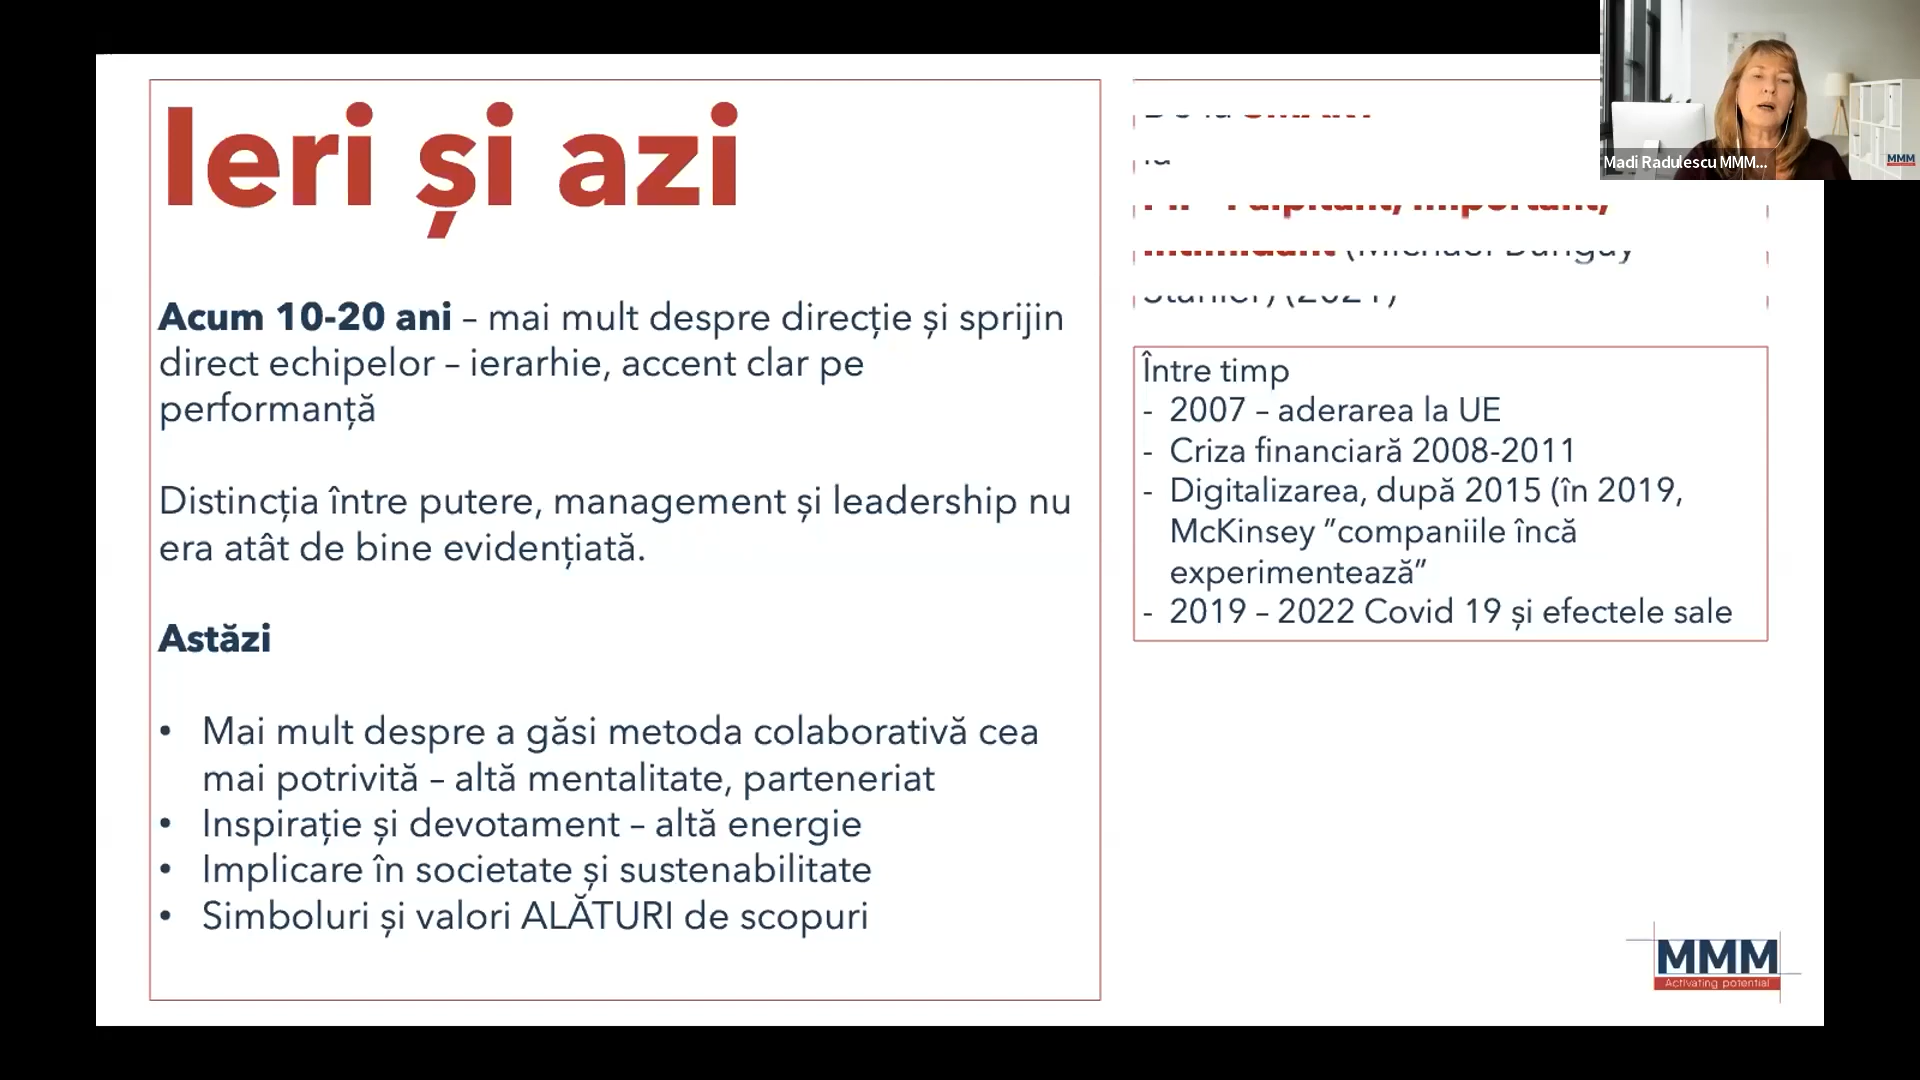 Ieri și azi
Acum 10-20 ani – mai mult despre direcție și sprijin
direct echipelor – ierarhie, accent clar pe
performanță
Distincția între putere, management și leadership nu
era atât de bine evidențiată.
Astăzi
• Mai mult despre a găsi metoda colaborativă cea
mai potrivită – altă mentalitate, parteneriat
• Inspirație și devotament – altă energie
• Implicare în societate și sustenabilitate
• Simboluri și valori ALĂTURI de scopuri
Între timp
- 2007 – aderarea la UE
- Criza financiară 2008-2011
- Digitalizarea, după 2015 (în 2019,
McKinsey ”companiile încă
experimentează”
- 2019 – 2022 Covid 19 și efectele sale
Madi Radulescu MMM...
MMM
MMM
Activating potential